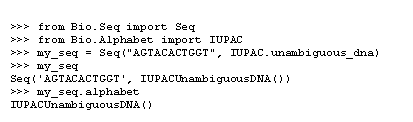 >>> from Bio.Seq import Seq
>>> from Bio.Alphabet import IUPAC
>>> my_seq = Seq("AGTACACTGGT", IUPAC.unambiguous_dna)
>>> my_seq
Seq('AGTACACTGGT', IUPACUnambiguousDNA())
>>> my_seq.alphabet
IUPACUnambiguousDNA()